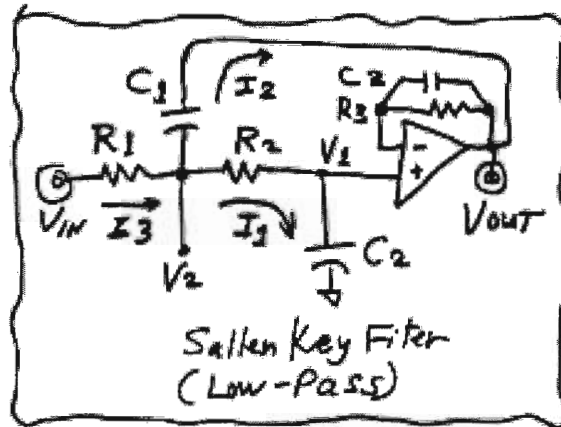 C1
I2
C2
R3
R1
R2
V1
-
+
VIN
I3
I1
VOUT
V2
C2
Sallen Key Filter
(Low-Pass)